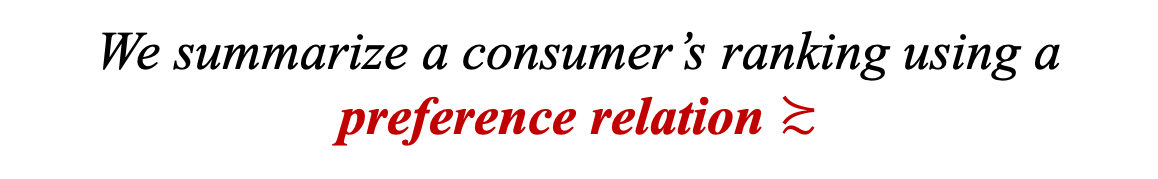 We summarize a consumer’s ranking using a
preference relation ≿